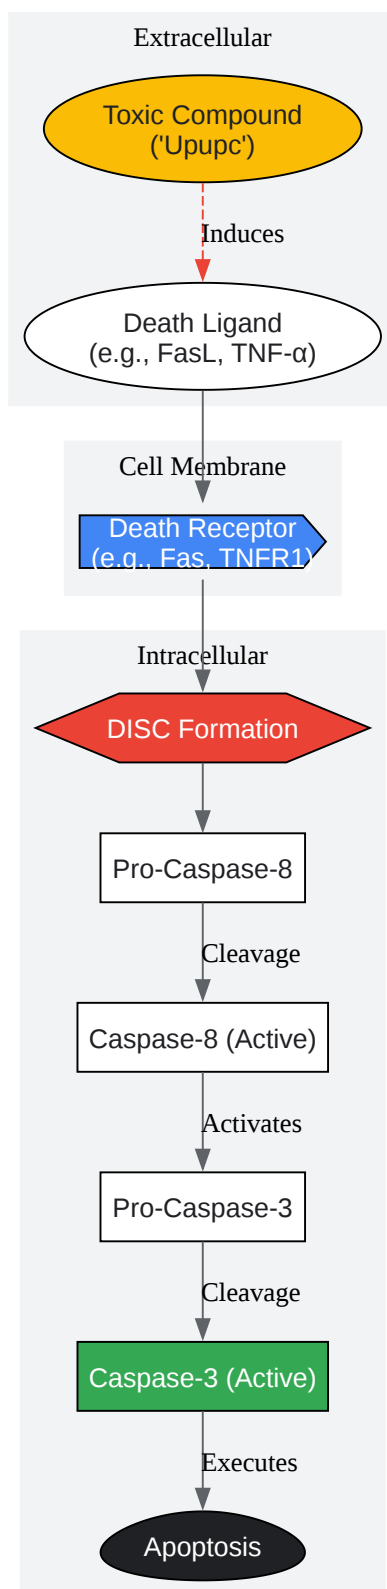 Extracellular
Toxic Compound
('Upupc')
Induces
Death Ligand
(e.g., FasL, TNF-α)
Cell Membrane
Death Receptor
(e.g., Fas, TNFR1)
Intracellular
DISC Formation
Pro-Caspase-8
Cleavage
Caspase-8 (Active)
Activates
Pro-Caspase-3
Cleavage
Caspase-3 (Active)
Executes
Apoptosis